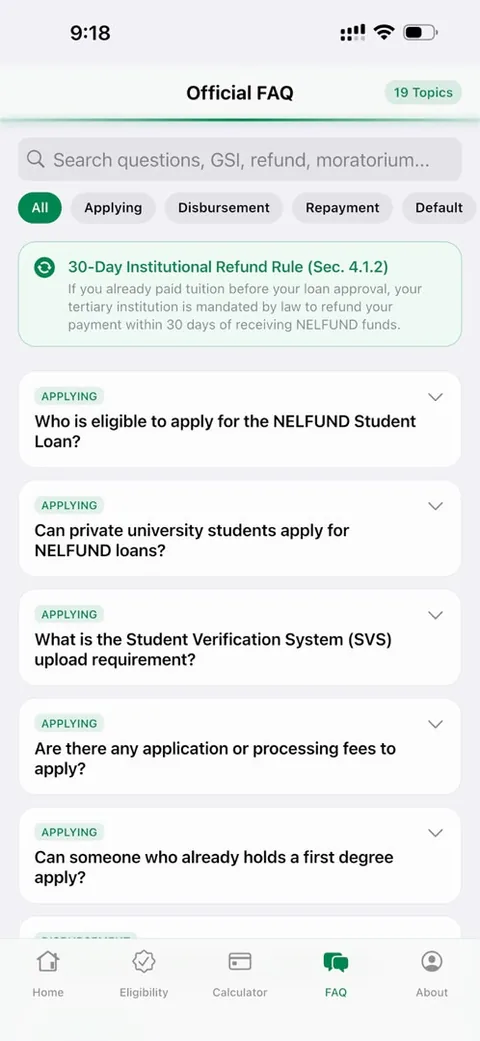 9:18
Official FAQ
19 Topics
Search questions, GSI, refund, moratorium...
All
Applying
Disbursement
Repayment
Default
30-Day Institutional Refund Rule (Sec. 4.1.2)
If you already paid tuition before your loan approval, your
tertiary institution is mandated by law to refund your
payment within 30 days of receiving NELFUND funds.
APPLYING
Who is eligible to apply for the NELFUND Student
Loan?
APPLYING
Can private university students apply for
NELFUND loans?
APPLYING
What is the Student Verification System (SVS)
upload requirement?
APPLYING
Are there any application or processing fees to
apply?
APPLYING
Can someone who already holds a first degree
apply?
Home
Eligibility
Calculator
FAQ
About